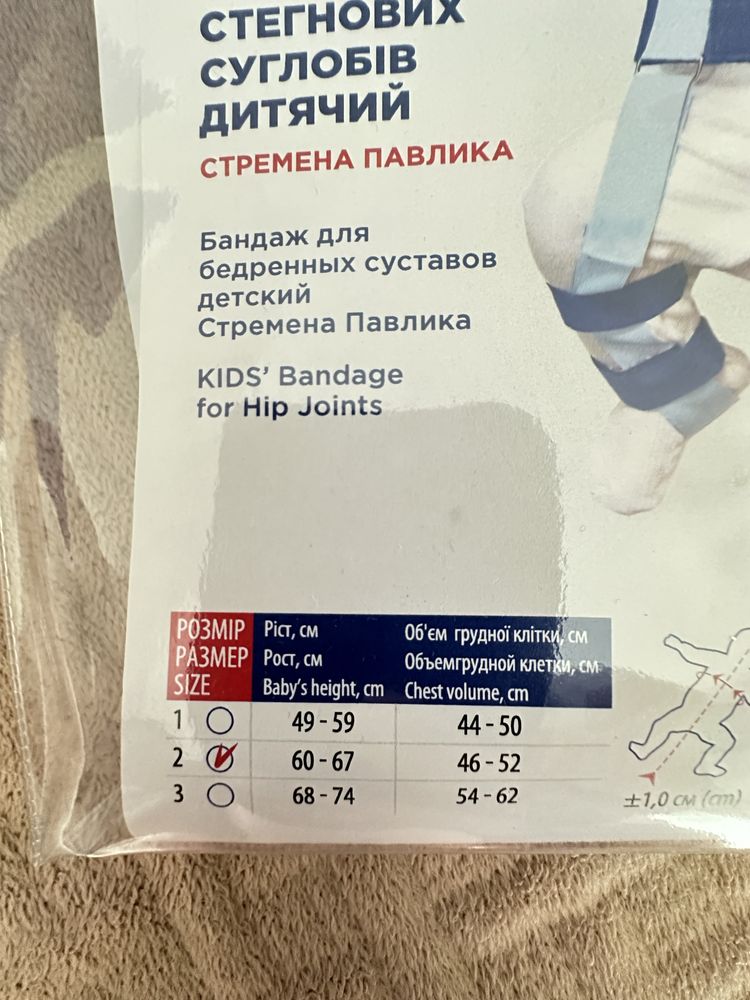 СТЕГНОВИХ
СУГЛОБІВ
ДИТЯЧИЙ
СТРЕМЕНА ПАВЛИКА
Бандаж для
бедренных суставов
детский
Стремена Павлика
KIDS' Bandage
for Hip Joints
РОЗМІР Ріст, см Об'єм грудної клітки, см
РАЗМЕР Рост, см Объемгрудной клетки, см
SIZE Baby's height, cm Chest volume, cm
1 49 - 59 44 - 50
2 60 - 67 46 - 52
3 68 - 74 54 - 62
±1,0 см (cm)